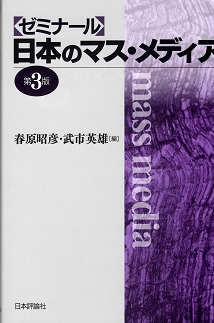 【ゼミナール】
日本のマス・メディア
第3版
mass media
春原昭彦・武市英雄[編]
日本評論社